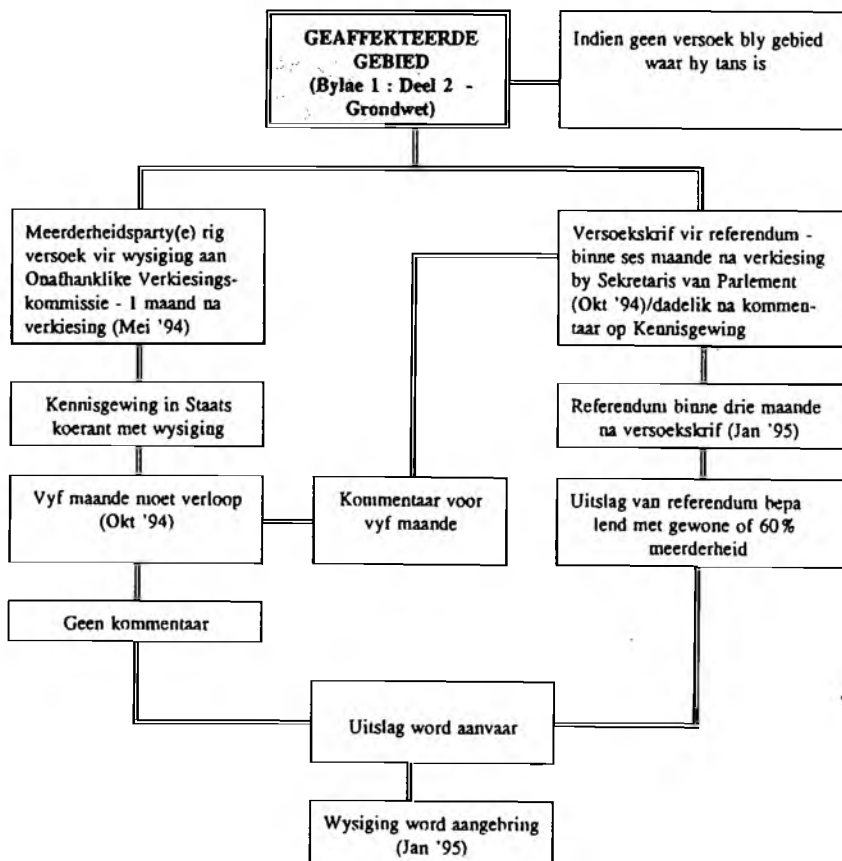 GEAFFEKTEERDE
GEBIED
(Bylae 1 : Deel 2 -
Grondwet)
Indien geen versoek bly gebied
waar hy tans is
Meerderheidsparty(e) rig
versoek vir wysiging aan
Onafhanklike Verkiesings-
kommissie - 1 maand na
verkiesing (Mei '94)
Versoekskrif vir referendum -
binne ses maande na verkiesing
by Sekretaris van Parlement
(Okt '94)/dadelik na kommen-
taar op Kennisgewing
Kennisgewing in Staats
koerant met wysiging
Referendum binne drie maande
na versoekskrif (Jan '95)
Vyf maande moet verloop
(Okt '94)
Kommentaar voor
vyf maande
Uitslag van referendum bepa
lend met gewone of 60%
meerderheid
Geen kommentaar
Uitslag word aanvaar
Wysiging word aangebring
(Jan '95)